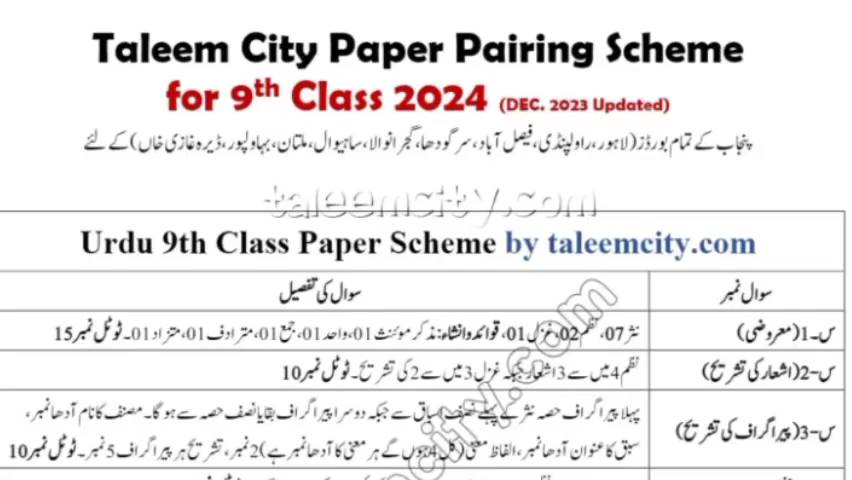 Taleem City Paper Pairing Scheme
for 9th Class 2024 (DEC. 2023 Updated)
پنجاب کے تمام بورڈز (لاہور، راولپنڈی، فیصل آباد، سرگودھا، گجرانوالا، ساہیوال، ملتان، بہاولپور، ڈیرہ غازی خاں) کے لئے
taleemcity.com
Urdu 9th Class Paper Scheme by taleemcity.com
سوال نمبر سوال کی تفصیل
س-1 (معروضی) نثر 07، نظم 02، غزل 01، قوائد و انشاء: مذکر موئنث 01، واحد 01، جمع 01، مترادف 01، متزاد 01۔ ٹوٹل نمبر 15
س-2 (اشعار کی تشریح) نظم 4 میں سے 3 اشعار جبکہ غزل 3 میں سے 2 کی تشریح۔ ٹوٹل نمبر 10
س-3 (پیراگراف کی تشریح) پہلا پیراگراف حصہ نثر کے پہلے نصف اسباق سے جبکہ دوسرا پیراگراف بقایا نصف حصہ سے ہو گا۔ مصنف کا نام آدھا نمبر،
سبق کا عنوان آدھا نمبر، الفاظ معنی (کل 4 ہوں گے ہر معنی کا آدھا نمبر ہے) 2 نمبر، تشریح ہر پیراگراف 5 نمبر۔ ٹوٹل نمبر 10